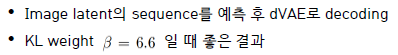 • Image latent의 sequence를 예측 후 dVAE로 decoding
• KL weight β = 6.6 일 때 좋은 결과